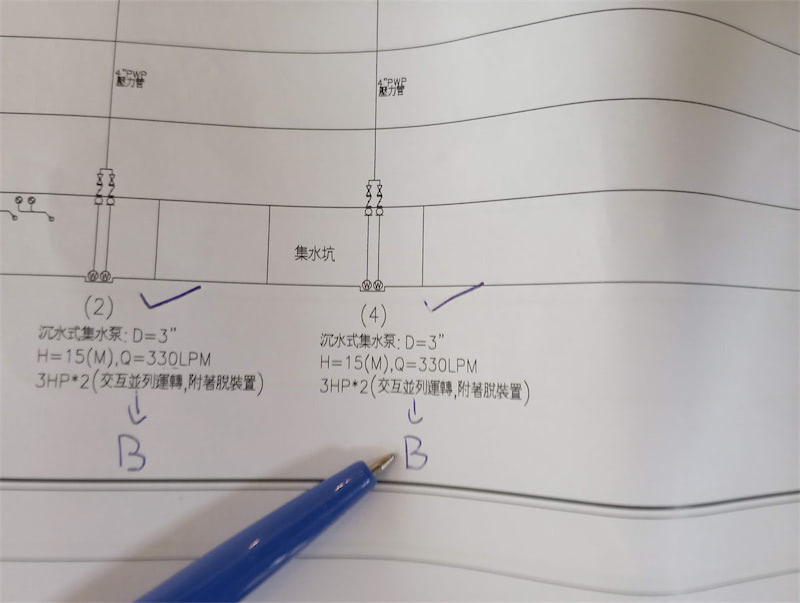 4"PWP
壓力管
4"PWP
壓力管
集水坑
(2)
沉水式集水泵:D=3"
H=15(M),Q=330LPM
3HP*2(交互並列運轉,附著脫裝置)
B
(4)
沉水式集水泵:D=3"
H=15(M),Q=330LPM
3HP*2(交互並列運轉,附著脫裝置)
B